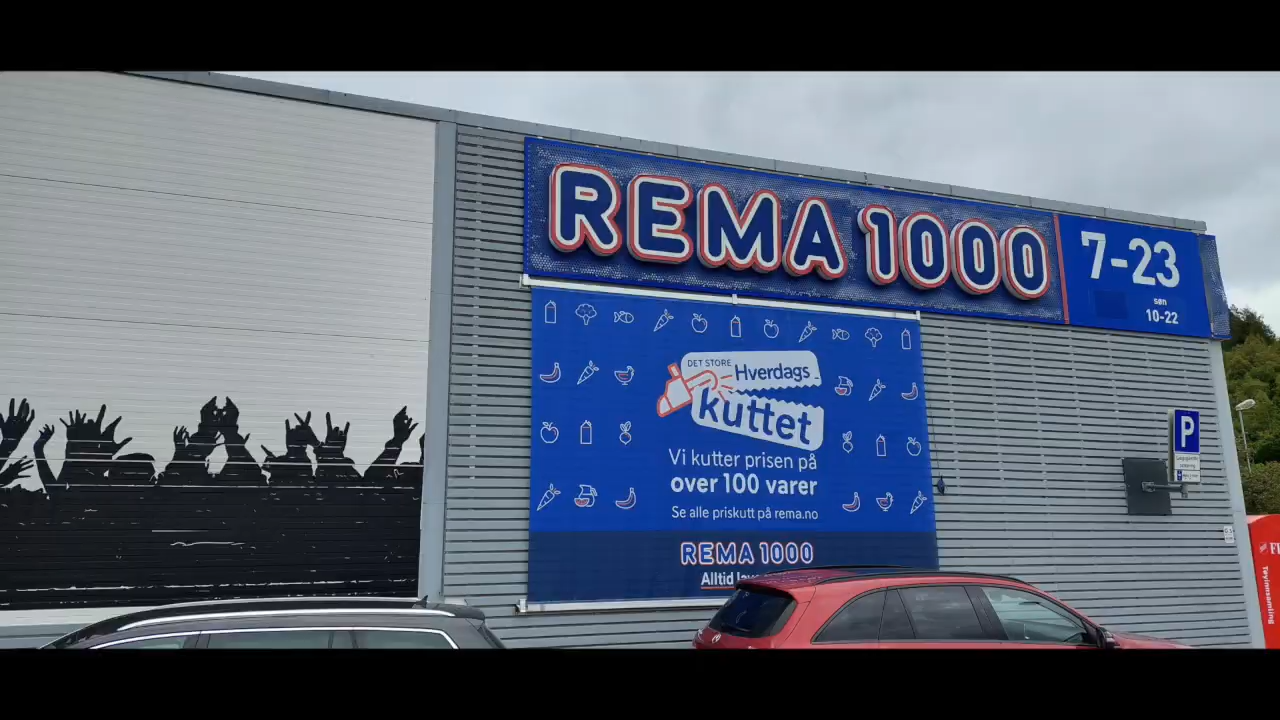 REMA 1000
7-23
søn
10-22
DET STORE
Hverdags
kuttet
Vi kutter prisen på
over 100 varer
Se alle priskutt på rema.no
REMA 1000
Alltid
P
Tøyinnsamling